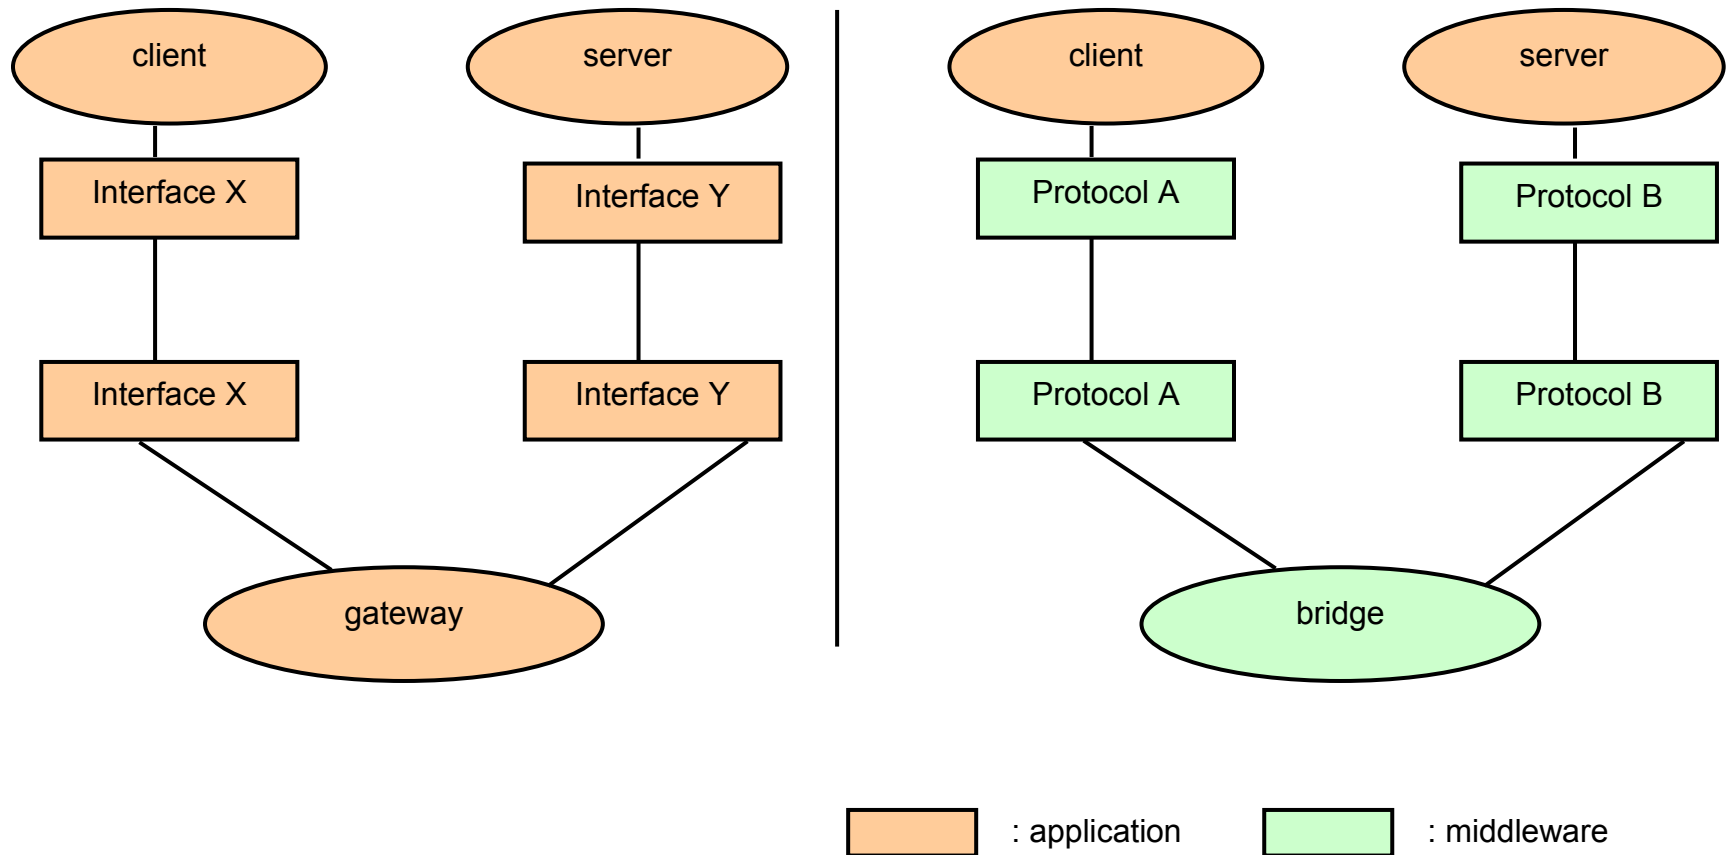 client
server
client
server
Interface X
Interface Y
Protocol A
Protocol B
Interface X
Interface Y
Protocol A
Protocol B
gateway
bridge
: application
: middleware